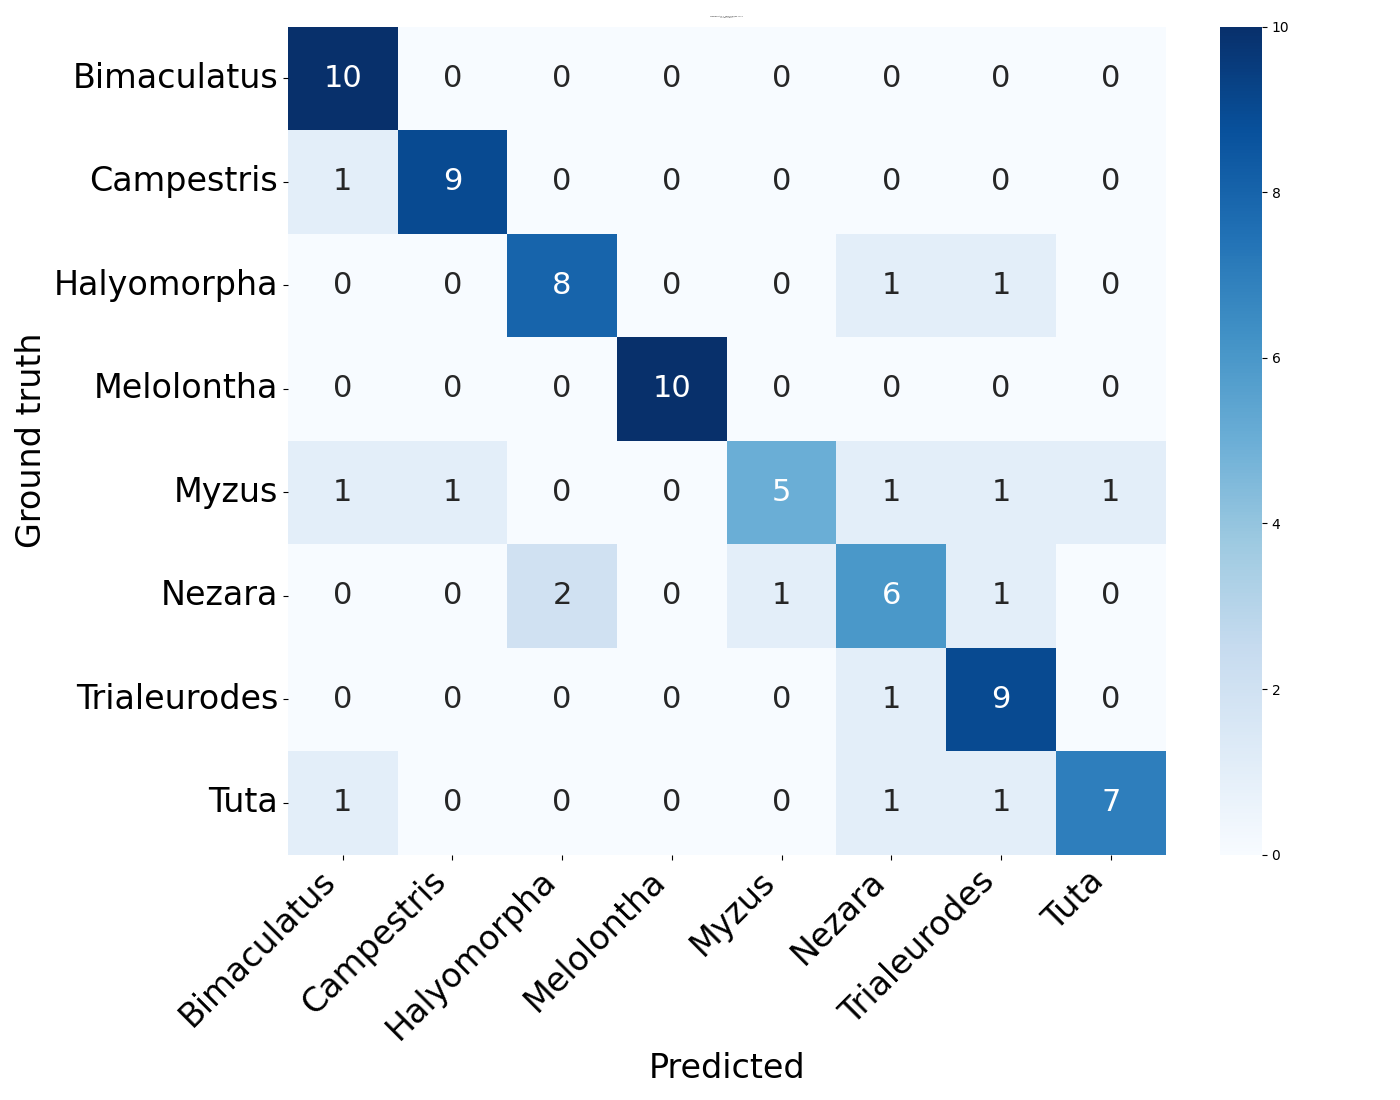 Bimaculatus 10 0 0 0 0 0 0 0
Campestris 1 9 0 0 0 0 0 0
Halyomorpha 0 0 8 0 0 1 1 0
Melolontha 0 0 0 10 0 0 0 0
Myzus 1 1 0 0 5 1 1 1
Nezara 0 0 2 0 1 6 1 0
Trialeurodes 0 0 0 0 0 1 9 0
Tuta 1 0 0 0 0 1 1 7
Ground truth
Bimaculatus Campestris Halyomorpha Melolontha Myzus Nezara Trialeurodes Tuta
Predicted
10
8
6
4
2
0